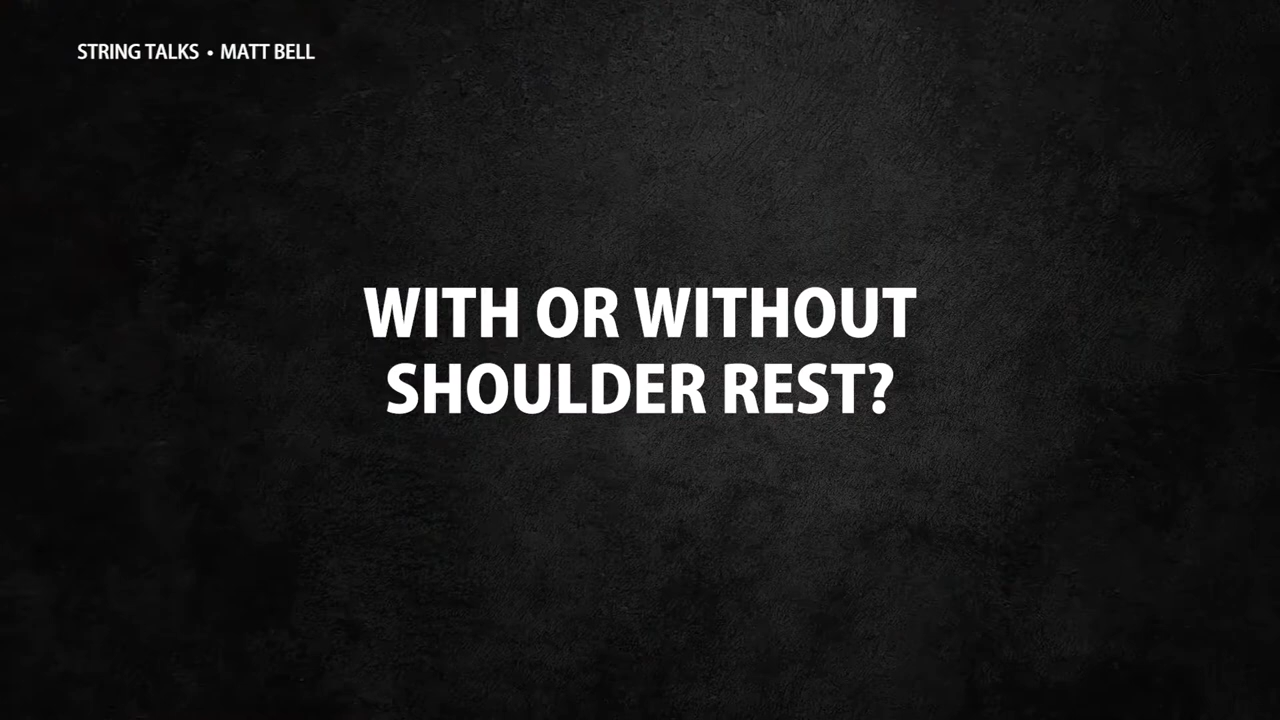 STRING TALKS • MATT BELL
WITH OR WITHOUT
SHOULDER REST?